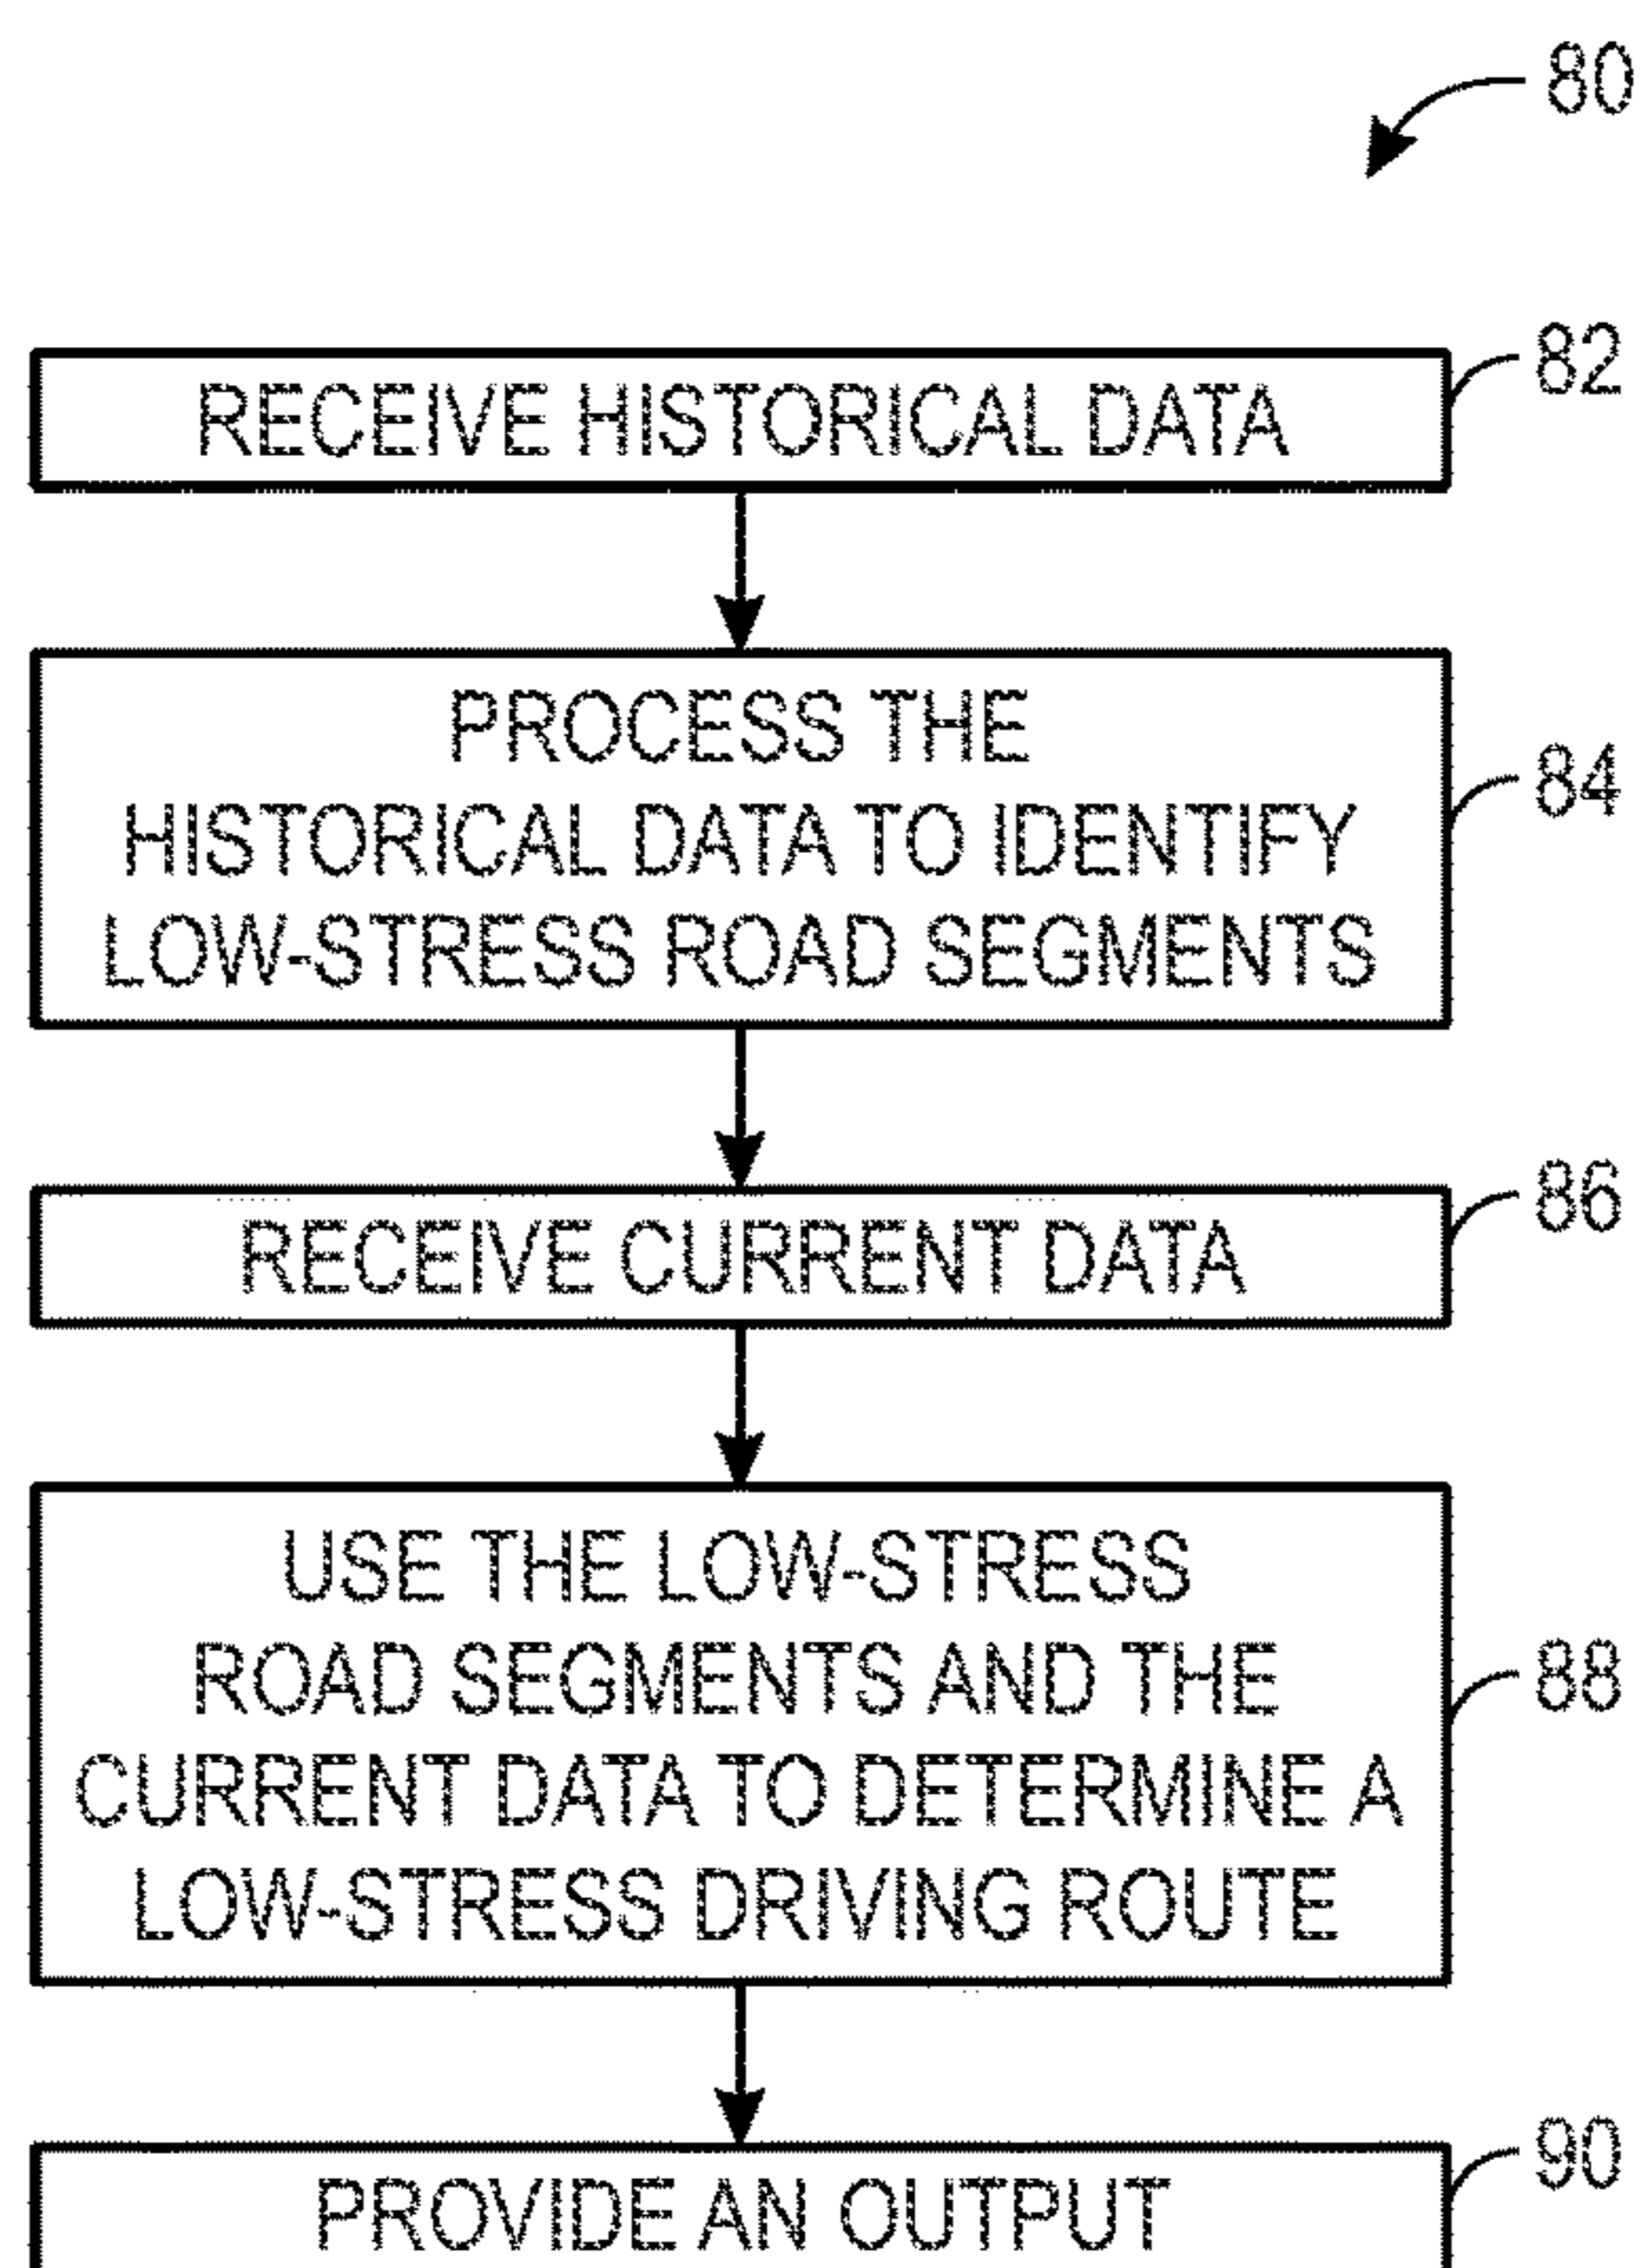 80
RECEIVE HISTORICAL DATA
82
PROCESS THE
HISTORICAL DATA TO IDENTIFY
LOW-STRESS ROAD SEGMENTS
84
RECEIVE CURRENT DATA
86
USE THE LOW-STRESS
ROAD SEGMENTS AND THE
CURRENT DATA TO DETERMINE A
LOW-STRESS DRIVING ROUTE
88
PROVIDE AN OUTPUT
90